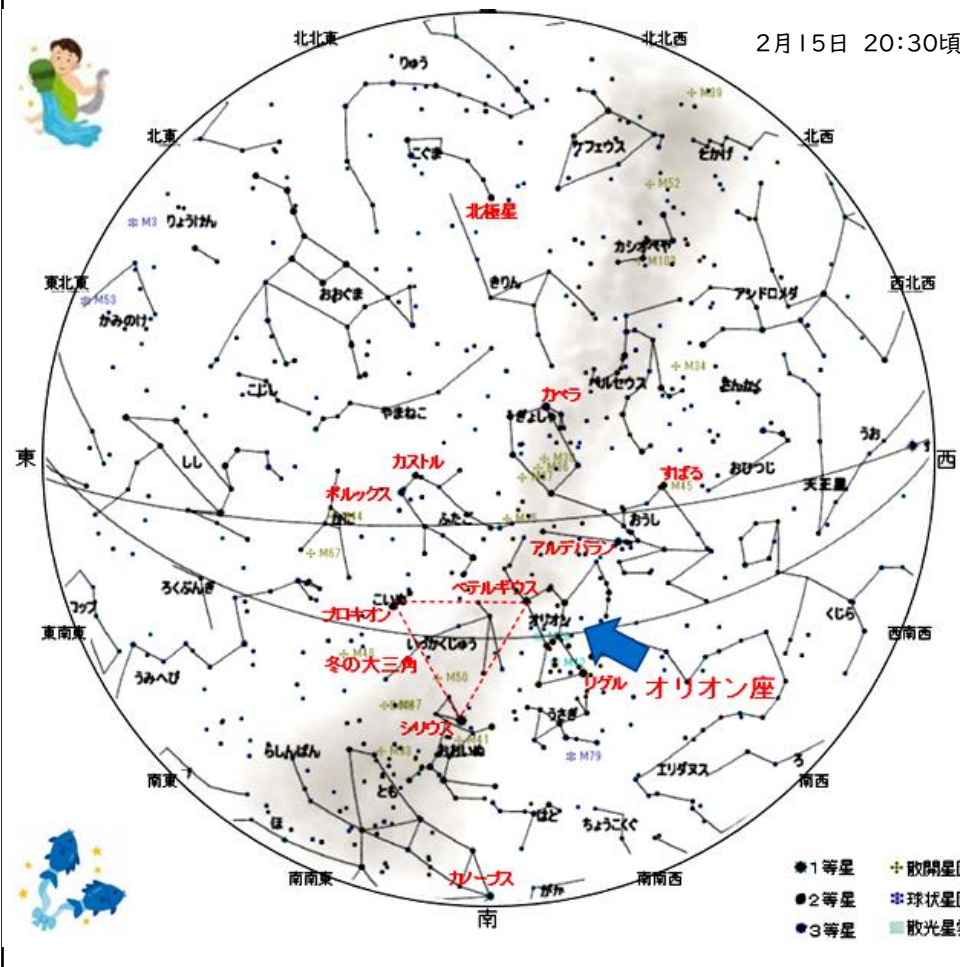 2月15日 20:30頃
北北東
北北西
りゅう
M39
北東
北西
こぐま
ケフェウス
とかげ
M52
M3
りょうけん
北極星
カシオペヤ
M103
東北東
西北西
M53
かみのけ
おおぐま
きりん
アンドロメダ
M34
こじし
やまねこ
ペルセウス
さんかく
カペラ
ぎょしゃ
東
しし
カストル
ポルックス
M37
すばる
M45
おひつじ
うお
天王星
西
かに
M44
ふたご
M35
おうし
M67
アルデバラン
ろくぶんぎ
こいぬ
プロキオン
ベテルギウス
コップ
東南東
オリオン
くじら
西南西
いっかくじゅう
M48
冬の大三角
M50
M42
リグル
オリオン座
うみへび
M47
シリウス
うさぎ
M41
おおいぬ
M93
M79
らしんばん
エリダヌス
ろ
南東
南西
とも
ほ
はと
ちょうこくぐ
南南東
カノープス
がか
南南西
南
1等星
散開星団
2等星
球状星団
3等星
散光星雲